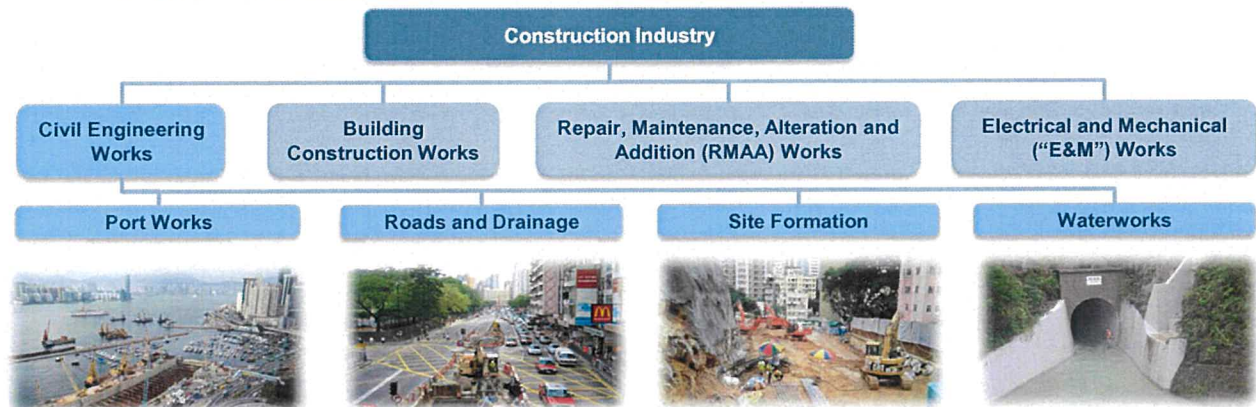 Construction Industry
Civil Engineering
Works
Building
Construction Works
Repair, Maintenance, Alteration and
Addition (RMAA) Works
Electrical and Mechanical
(“E&M”) Works
Port Works
Roads and Drainage
Site Formation
Waterworks